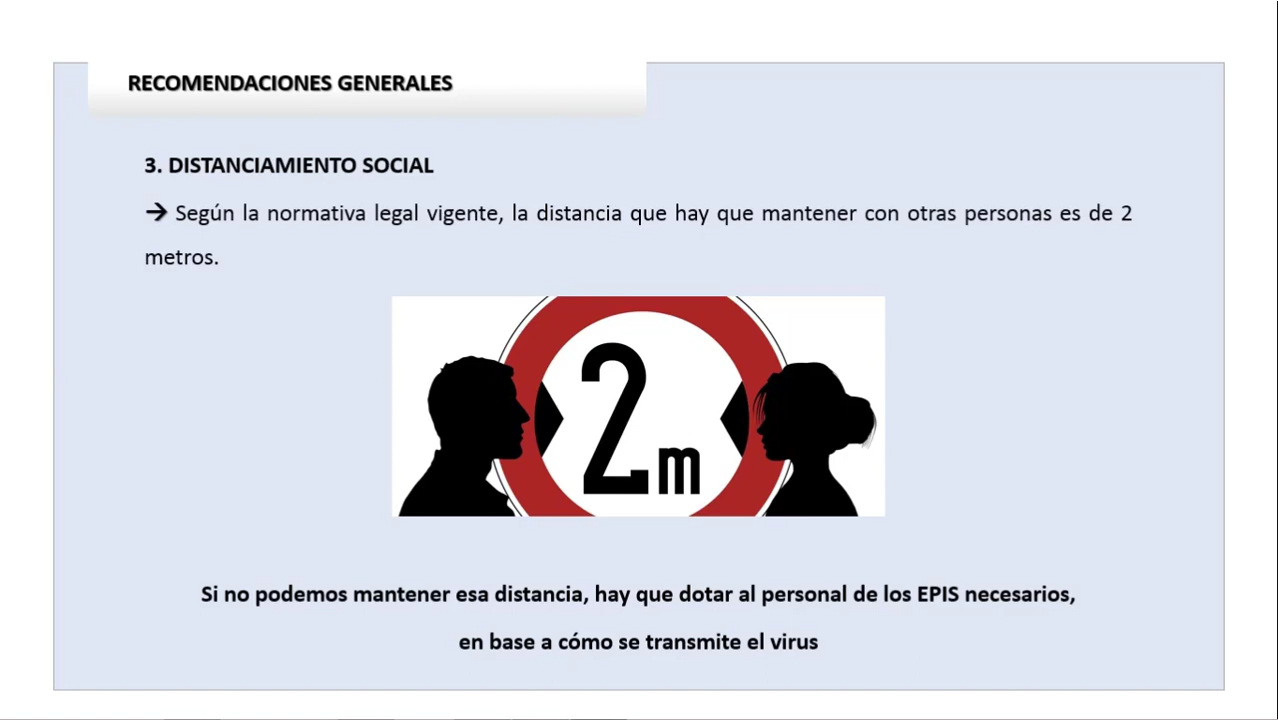 RECOMENDACIONES GENERALES
3. DISTANCIAMIENTO SOCIAL
→ Según la normativa legal vigente, la distancia que hay que mantener con otras personas es de 2
metros.
2m
Si no podemos mantener esa distancia, hay que dotar al personal de los EPIS necesarios,
en base a cómo se transmite el virus